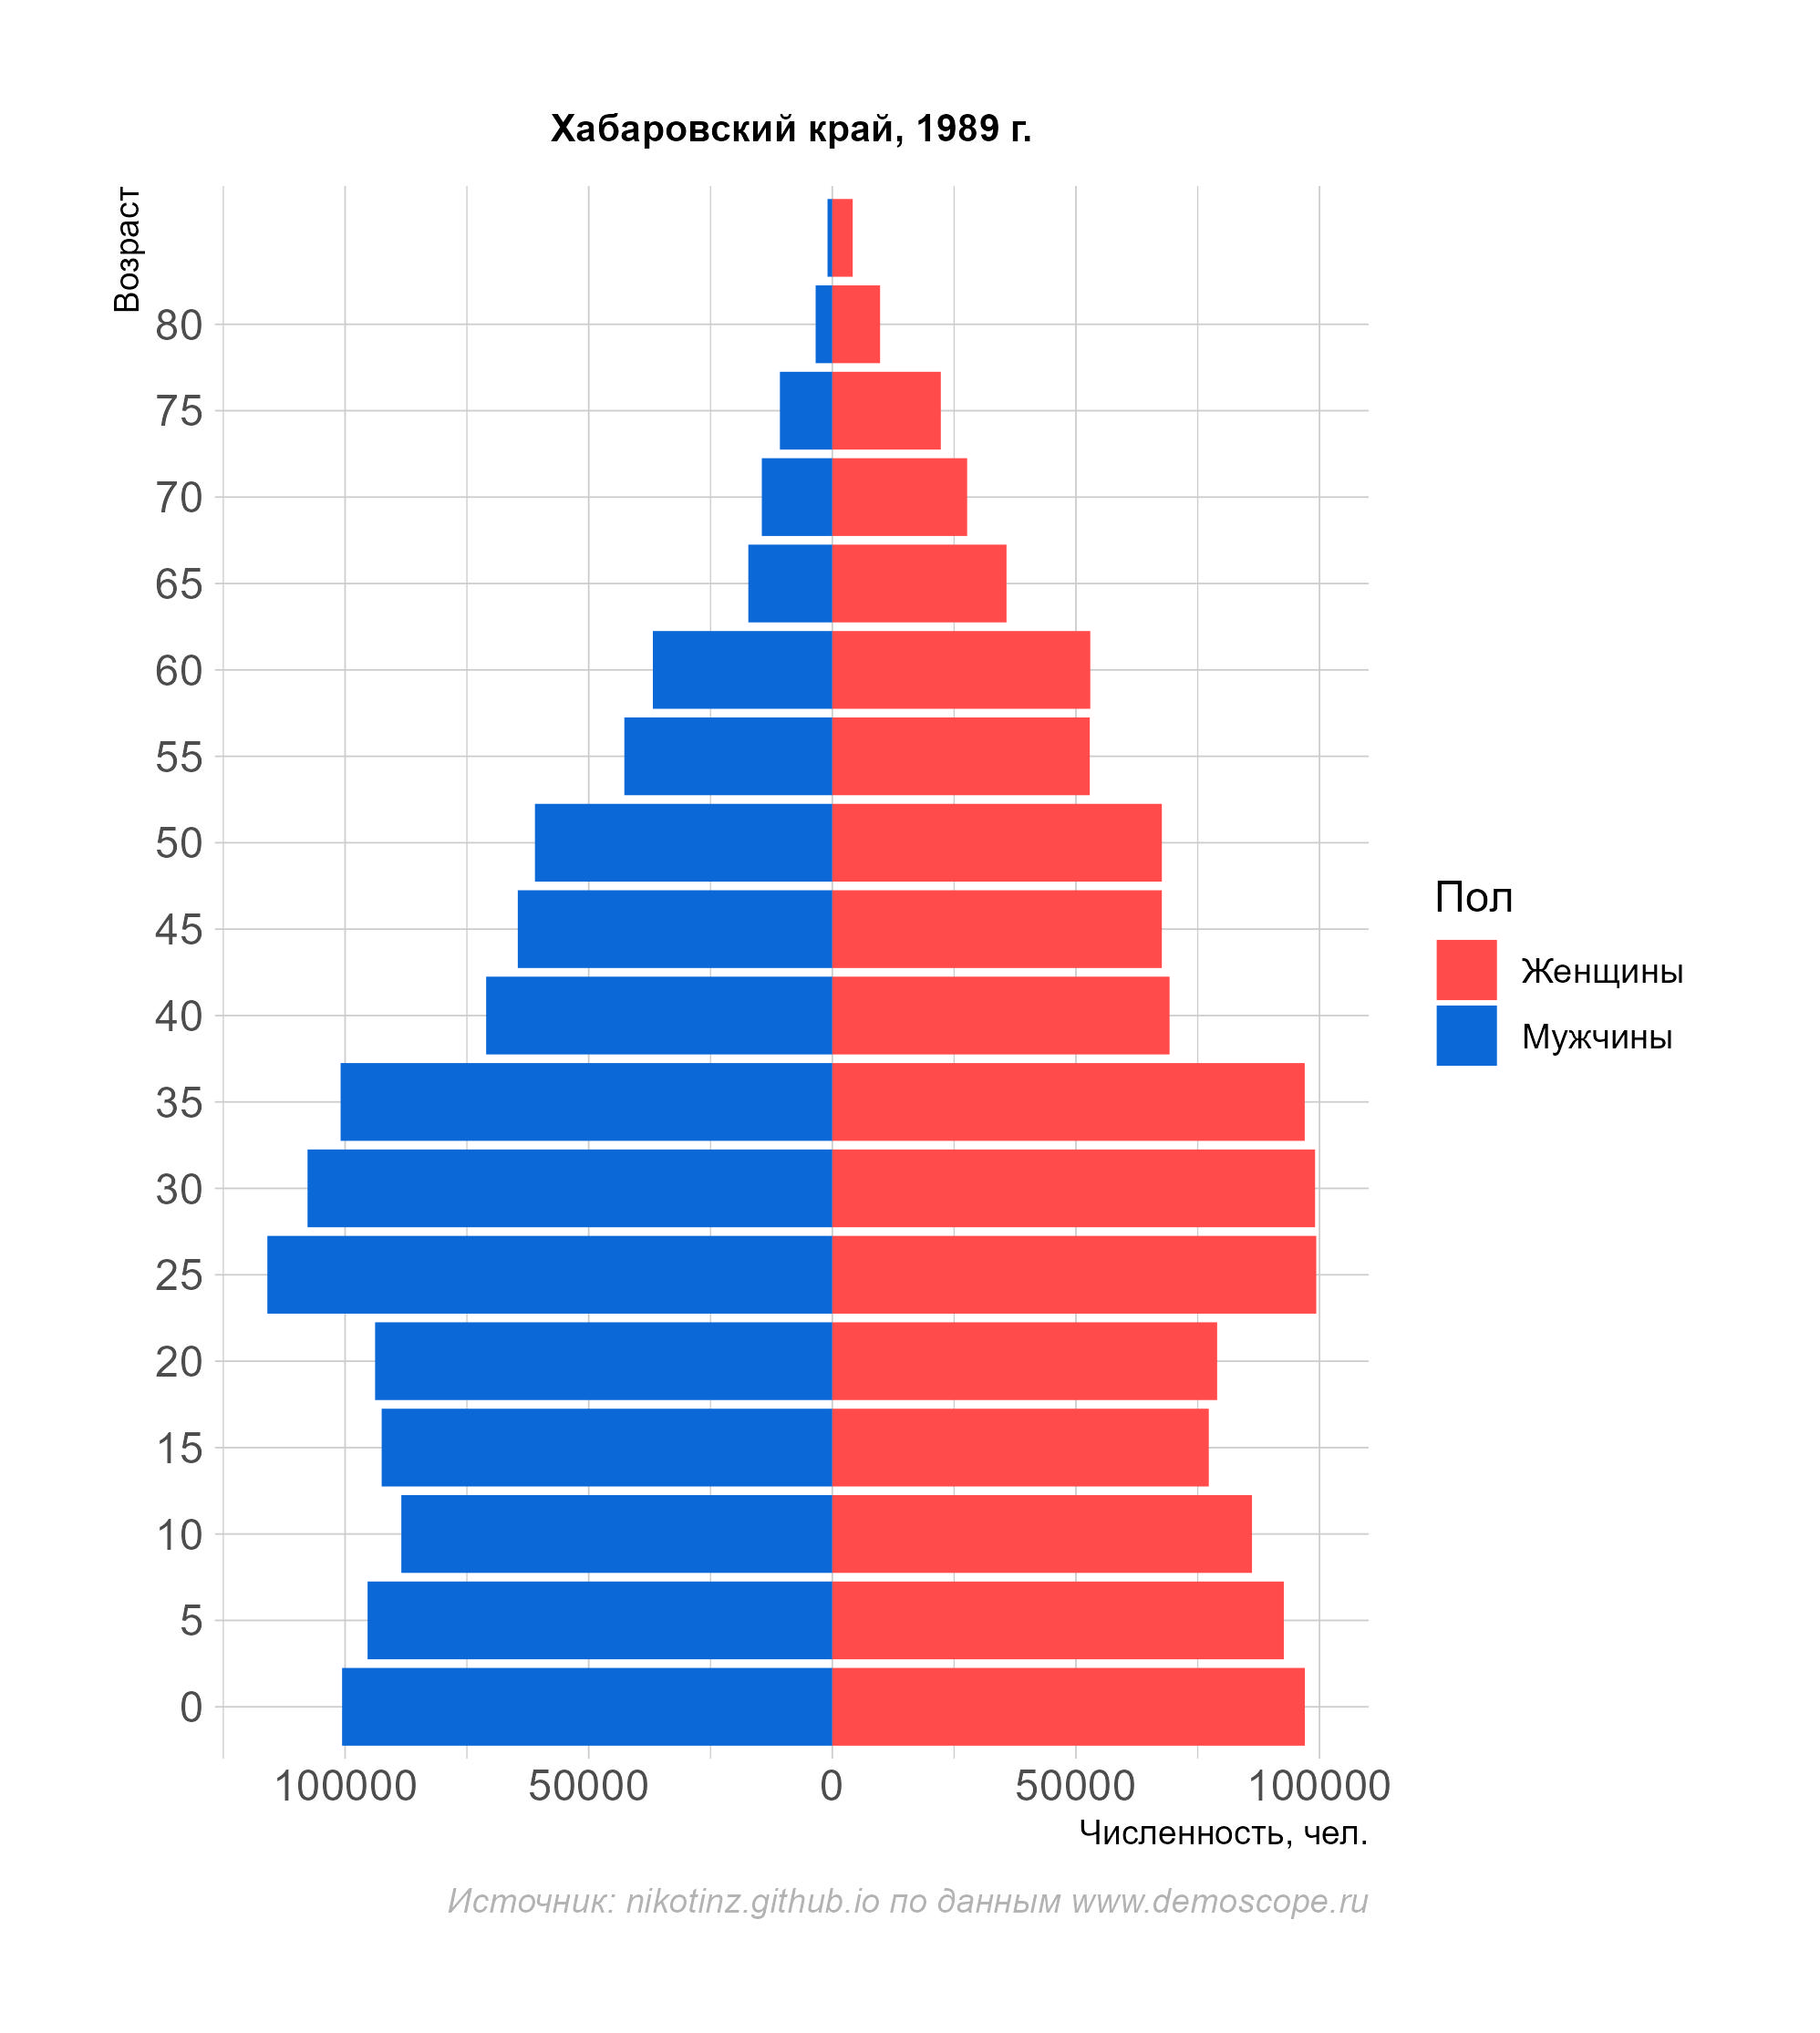 Хабаровский край, 1989 г.
Возраст
80
75
70
65
60
55
50
45
40
35
30
25
20
15
10
5
0
100000 50000 0 50000 100000
Численность, чел.
Пол
Женщины
Мужчины
Источник: nikotinz.github.io по данным www.demoscope.ru